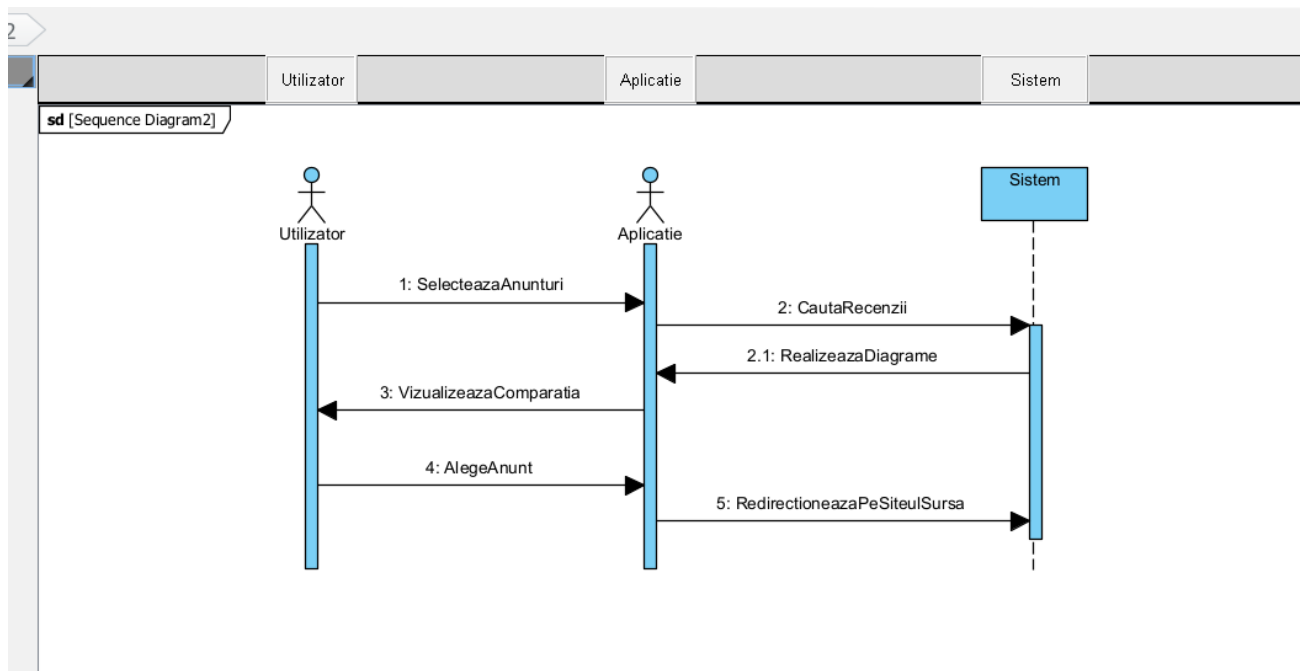 2
Utilizator
Aplicatie
Sistem
sd [Sequence Diagram2]
Sistem
Utilizator
Aplicatie
1: SelecteazaAnunturi
2: CautaRecenzii
2.1: RealizeazaDiagrame
3: VizualizeazaComparatia
4: AlegeAnunt
5: RedirectioneazaPeSiteulSursa